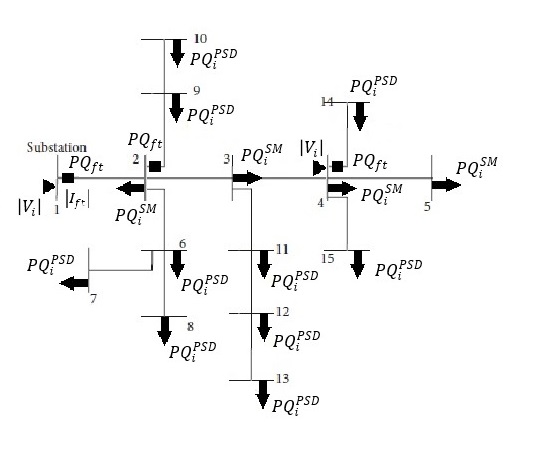 10
PQ_i^{PSD}
9
PQ_i^{PSD}
14
PQ_i^{PSD}
Substation
PQ_{ft}
PQ_{ft}
2
3
PQ_i^{SM}
|V_i|
PQ_{ft}
PQ_i^{SM}
|V_i|
1
|I_{ft}|
PQ_i^{SM}
4
PQ_i^{SM}
5
6
PQ_i^{PSD}
PQ_i^{PSD}
7
11
PQ_i^{PSD}
15
PQ_i^{PSD}
8
PQ_i^{PSD}
12
PQ_i^{PSD}
13
PQ_i^{PSD}